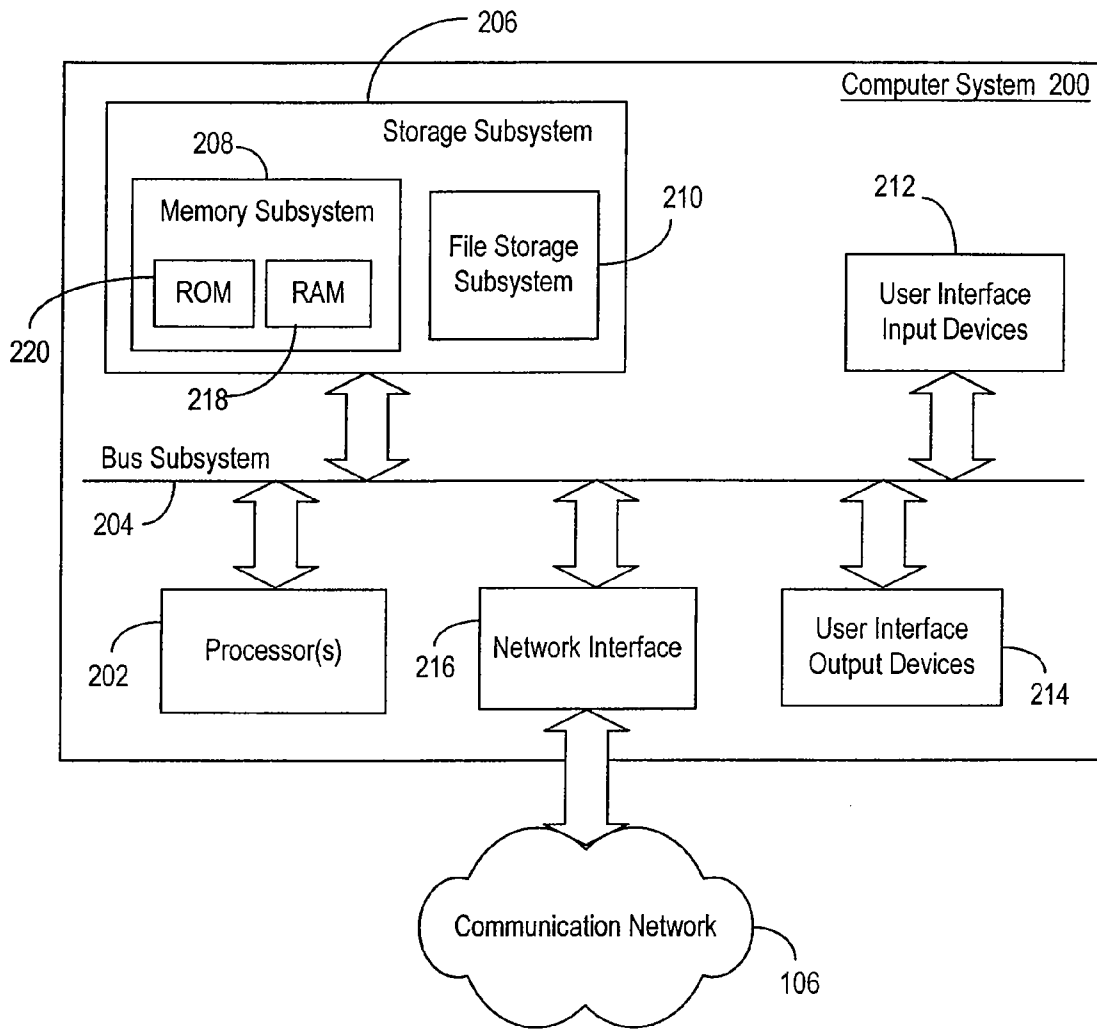 206
Computer System 200
Storage Subsystem
208
Memory Subsystem
210
212
File Storage
Subsystem
ROM
RAM
User Interface
Input Devices
220
218
Bus Subsystem
204
Processor(s)
202
Network Interface
216
User Interface
Output Devices
214
Communication Network
106